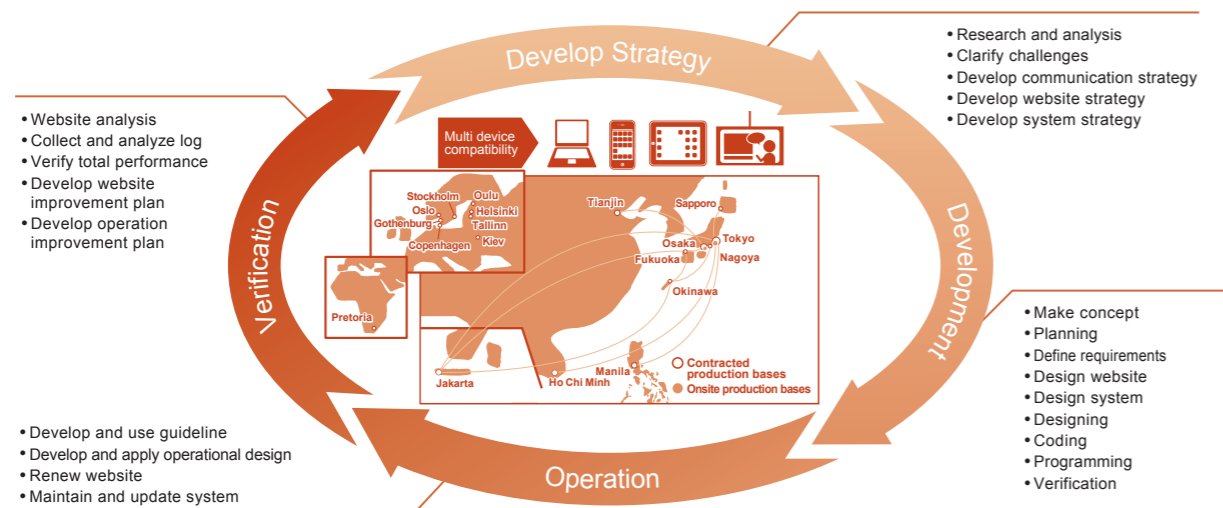 Develop Strategy
• Research and analysis
• Clarify challenges
• Develop communication strategy
• Develop website strategy
• Develop system strategy
• Website analysis
• Collect and analyze log
• Verify total performance
• Develop website
improvement plan
• Develop operation
improvement plan
Verification
Development
Multi device
compatibility
Stockholm
Oulu
Oslo
Helsinki
Gothenburg
Tallinn
Copenhagen
Kiev
Pretoria
Tianjin
Sapporo
Osaka
Tokyo
Fukuoka
Nagoya
Okinawa
Jakarta
Ho Chi Minh
Manila
Contracted
production bases
Onsite production bases
• Make concept
• Planning
• Define requirements
• Design website
• Design system
• Designing
• Coding
• Programming
• Verification
• Develop and use guideline
• Develop and apply operational design
• Renew website
• Maintain and update system
Operation